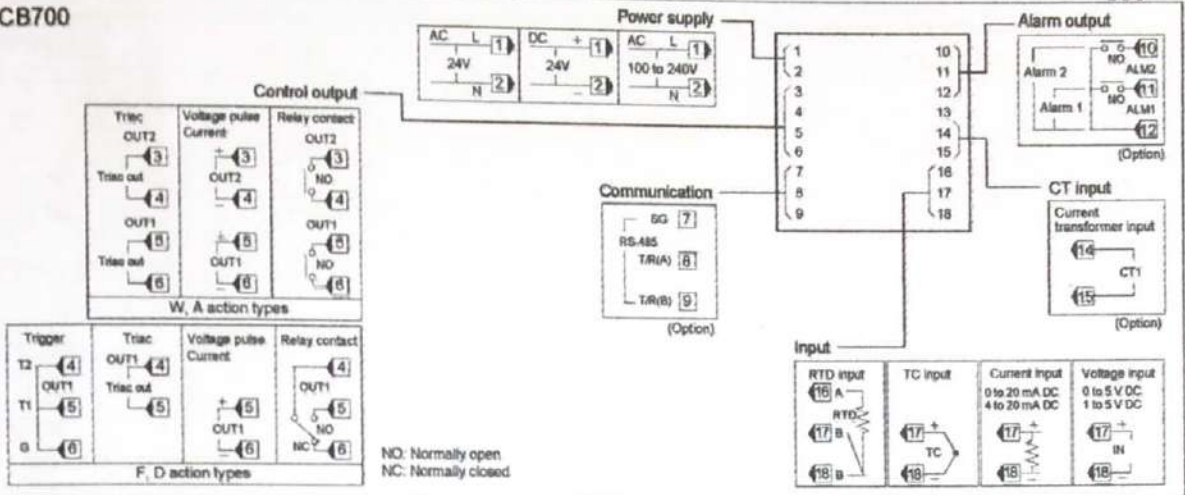 CB700
Power supply
AC L 1
24V
N 2
DC + 1
24V
− 2
AC L 1
100 to 240V
N 2
1
2
3
4
5
6
7
8
9
10
11
12
13
14
15
16
17
18
Alarm output
NO 10
Alarm 2 ALM2
NO 11
Alarm 1 ALM1
12
(Option)
Control output
Triac
OUT2
3
Triac out
4
OUT1
5
Triac out
6
Voltage pulse
Current
+ 3
OUT2
− 4
+ 5
OUT1
− 6
Relay contact
OUT2
3
NO
4
OUT1
5
NO
6
W, A action types
Communication
SG 7
RS-485
T/R(A) 8
T/R(B) 9
(Option)
CT input
Current
transformer input
14
CT1
15
(Option)
Trigger
T2 4
OUT1
T1 5
G 6
Triac
OUT1 4
Triac out
5
Voltage pulse
Current
+ 5
OUT1
− 6
Relay contact
4
OUT1
5
NO
NC 6
F, D action types
NO: Normally open
NC: Normally closed
Input
RTD input
16 A
RTD
17 B
18 B
TC input
17 +
TC
18 −
Current input
0 to 20 mA DC
4 to 20 mA DC
17 +
18 −
Voltage input
0 to 5 V DC
1 to 5 V DC
17 +
IN
18 −